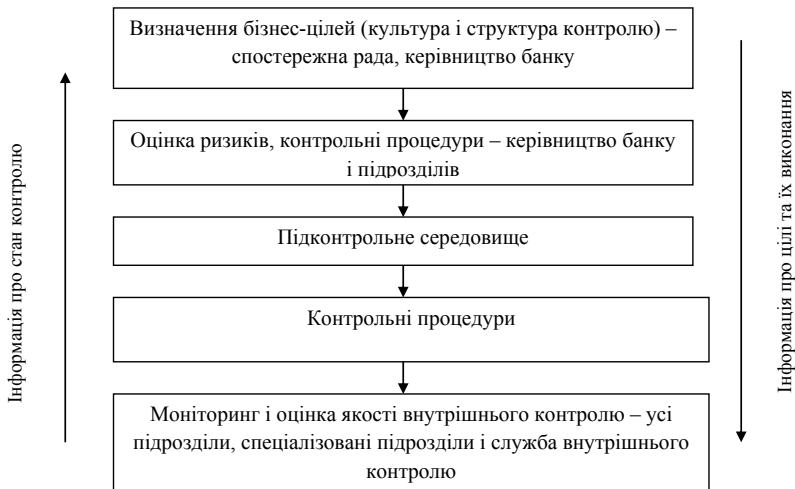 Визначення бізнес-цілей (культура і структура контролю) –
спостережна рада, керівництво банку
Оцінка ризиків, контрольні процедури – керівництво банку
і підрозділів
Підконтрольне середовище
Контрольні процедури
Моніторинг і оцінка якості внутрішнього контролю – усі
підрозділи, спеціалізовані підрозділи і служба внутрішнього
контролю
Інформація про стан контролю
Інформація про цілі та їх виконання